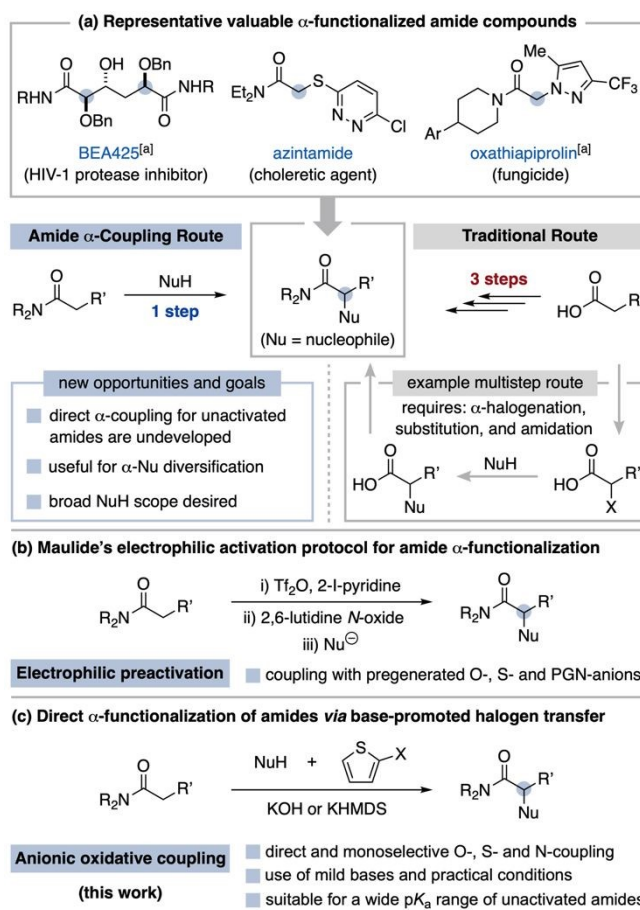 (a) Representative valuable α-functionalized amide compounds
O OH OBn
RHN NHR
OBn O
BEA425[a]
(HIV-1 protease inhibitor)
O
Et2N S
N N Cl
azintamide
(choleretic agent)
Me
O N N CF3
N
Ar
oxathiapiprolin[a]
(fungicide)
Amide α-Coupling Route
O
R2N R'
NuH
1 step
O
R2N R'
Nu
(Nu = nucleophile)
Traditional Route
3 steps
O
HO
new opportunities and goals
direct α-coupling for unactivated
amides are undeveloped
useful for α-Nu diversification
broad NuH scope desired
example multistep route
requires: α-halogenation,
substitution, and amidation
O
HO R'
Nu
NuH
O
HO R'
X
(b) Maulide's electrophilic activation protocol for amide α-functionalization
O
R2N R'
i) Tf2O, 2-I-pyridine
ii) 2,6-lutidine N-oxide
iii) Nu⊖
O
R2N R'
Nu
Electrophilic preactivation
coupling with pregenerated O-, S- and PGN-anions
(c) Direct α-functionalization of amides via base-promoted halogen transfer
O
R2N R'
NuH + S X
KOH or KHMDS
O
R2N R'
Nu
Anionic oxidative coupling
(this work)
direct and monoselective O-, S- and N-coupling
use of mild bases and practical conditions
suitable for a wide pKa range of unactivated amides